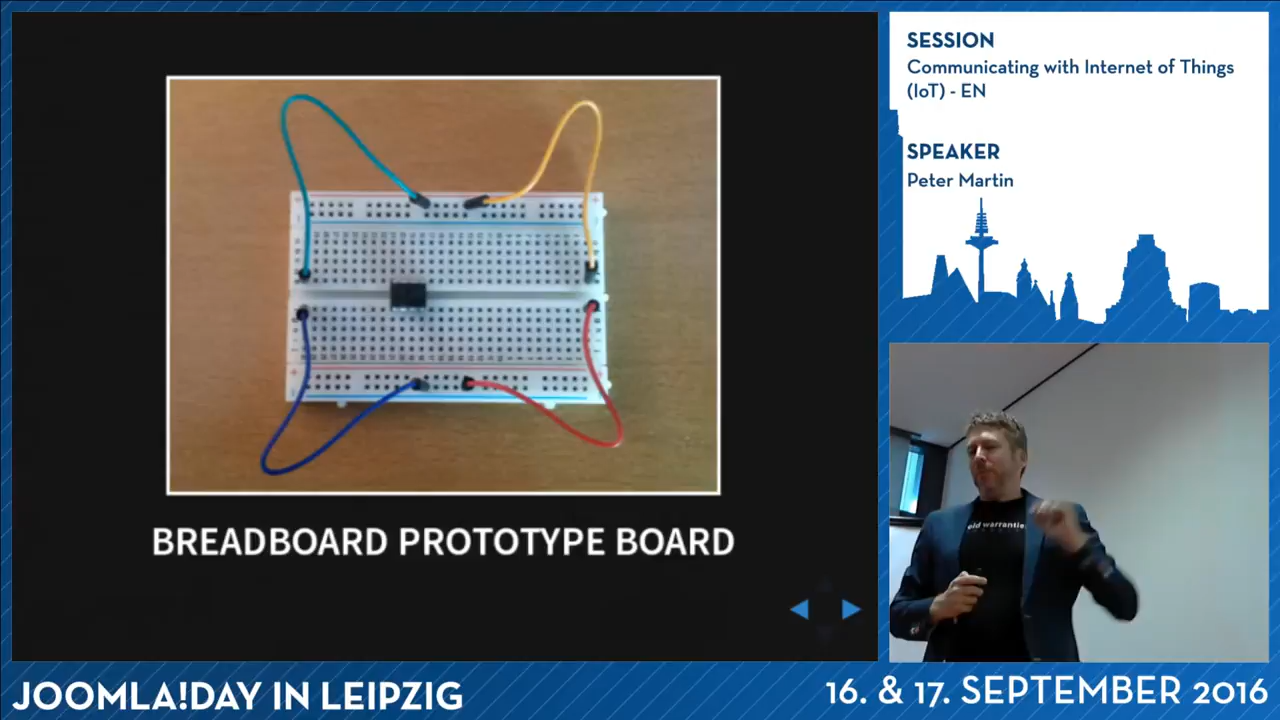 SESSION
Communicating with Internet of Things
(IoT) - EN
SPEAKER
Peter Martin
BREADBOARD PROTOTYPE BOARD
JOOMLA!DAY IN LEIPZIG
16. & 17. SEPTEMBER 2016